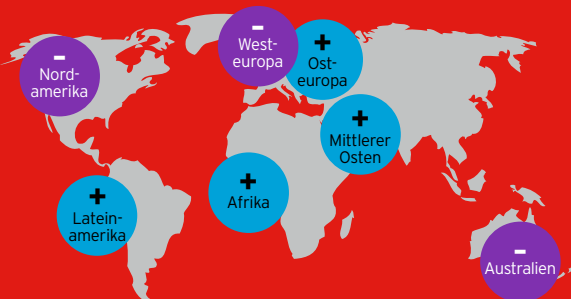 −
Nord-
amerika
−
West-
europa
+
Ost-
europa
+
Mittlerer
Osten
+
Afrika
+
Latein-
amerika
−
Australien